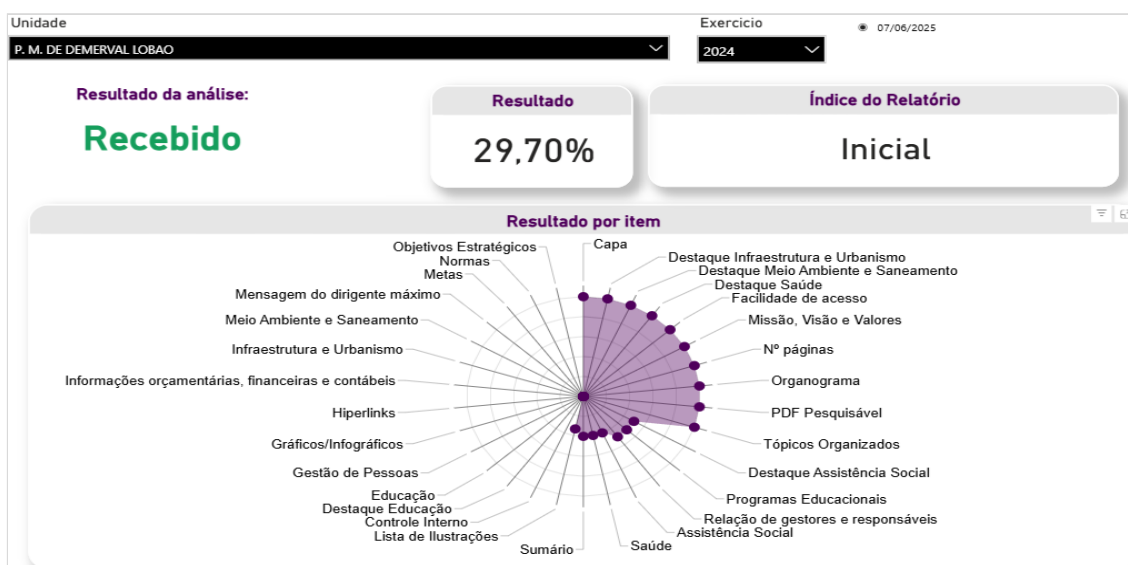 Unidade
P. M. DE DEMERVAL LOBAO
Exercicio
2024
07/06/2025
Resultado da análise:
Recebido
Resultado
29,70%
Índice do Relatório
Inicial
Resultado por item
Capa
Destaque Infraestrutura e Urbanismo
Destaque Meio Ambiente e Saneamento
Destaque Saúde
Facilidade de acesso
Missão, Visão e Valores
Nº páginas
Organograma
PDF Pesquisável
Tópicos Organizados
Destaque Assistência Social
Programas Educacionais
Relação de gestores e responsáveis
Assistência Social
Saúde
Sumário
Lista de Ilustrações
Controle Interno
Destaque Educação
Educação
Gestão de Pessoas
Gráficos/Infográficos
Hiperlinks
Informações orçamentárias, financeiras e contábeis
Infraestrutura e Urbanismo
Meio Ambiente e Saneamento
Mensagem do dirigente máximo
Metas
Normas
Objetivos Estratégicos